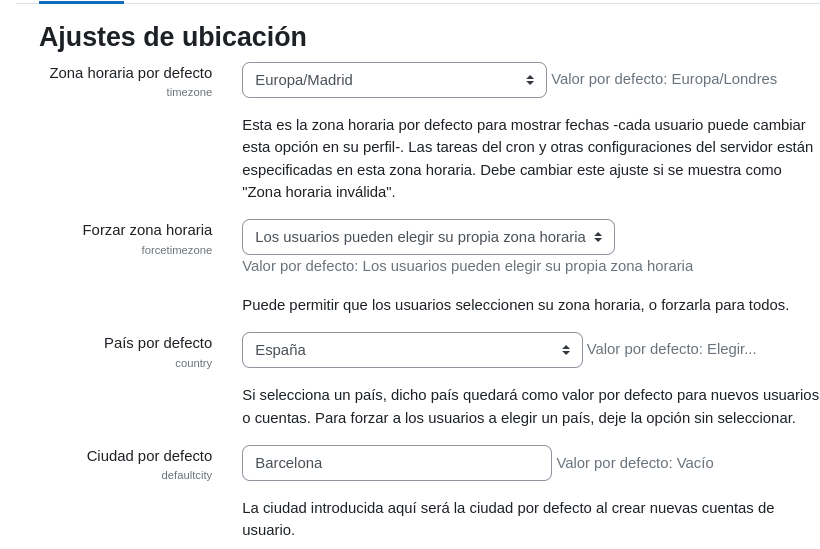 Ajustes de ubicación
Zona horaria por defecto
timezone
Europa/Madrid
Valor por defecto: Europa/Londres
Esta es la zona horaria por defecto para mostrar fechas -cada usuario puede cambiar
esta opción en su perfil-. Las tareas del cron y otras configuraciones del servidor están
especificadas en esta zona horaria. Debe cambiar este ajuste si se muestra como
"Zona horaria inválida".
Forzar zona horaria
forcetimezone
Los usuarios pueden elegir su propia zona horaria
Valor por defecto: Los usuarios pueden elegir su propia zona horaria
Puede permitir que los usuarios seleccionen su zona horaria, o forzarla para todos.
País por defecto
country
España
Valor por defecto: Elegir...
Si selecciona un país, dicho país quedará como valor por defecto para nuevos usuarios
o cuentas. Para forzar a los usuarios a elegir un país, deje la opción sin seleccionar.
Ciudad por defecto
defaultcity
Barcelona
Valor por defecto: Vacío
La ciudad introducida aquí será la ciudad por defecto al crear nuevas cuentas de
usuario.